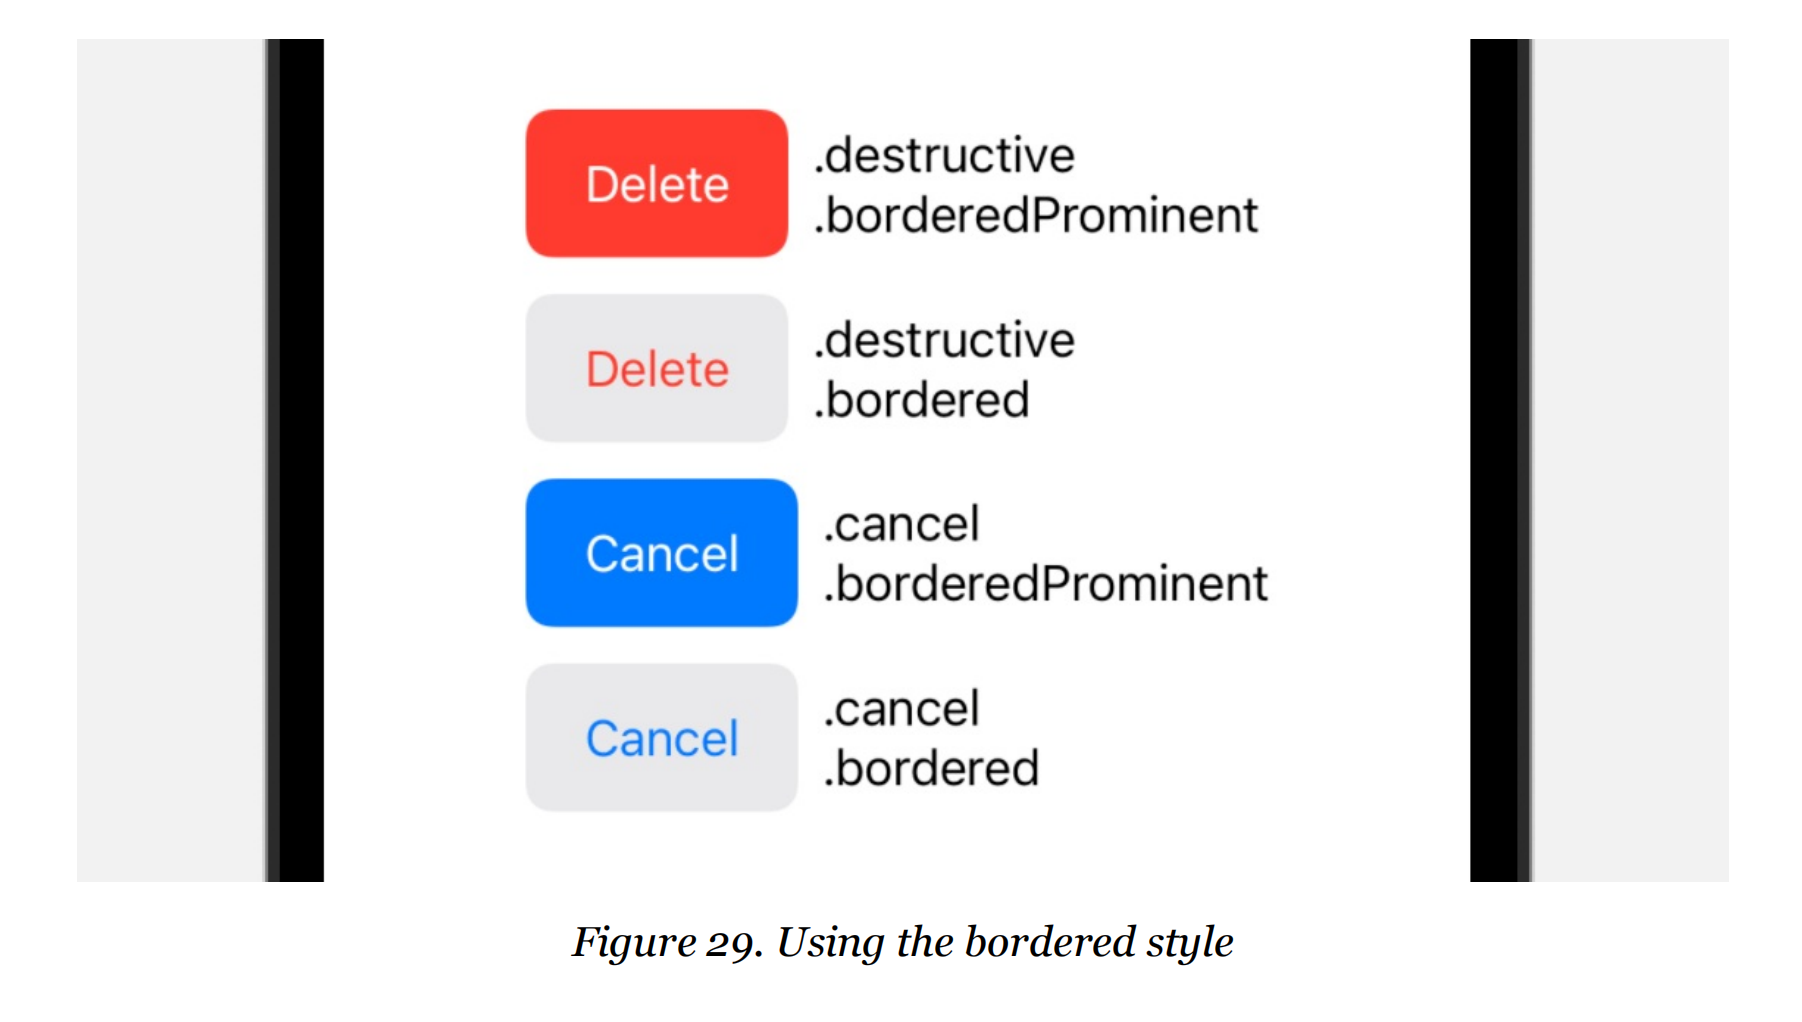 Delete
.destructive
.borderedProminent
Delete
.destructive
.bordered
Cancel
.cancel
.borderedProminent
Cancel
.cancel
.bordered
Figure 29. Using the bordered style